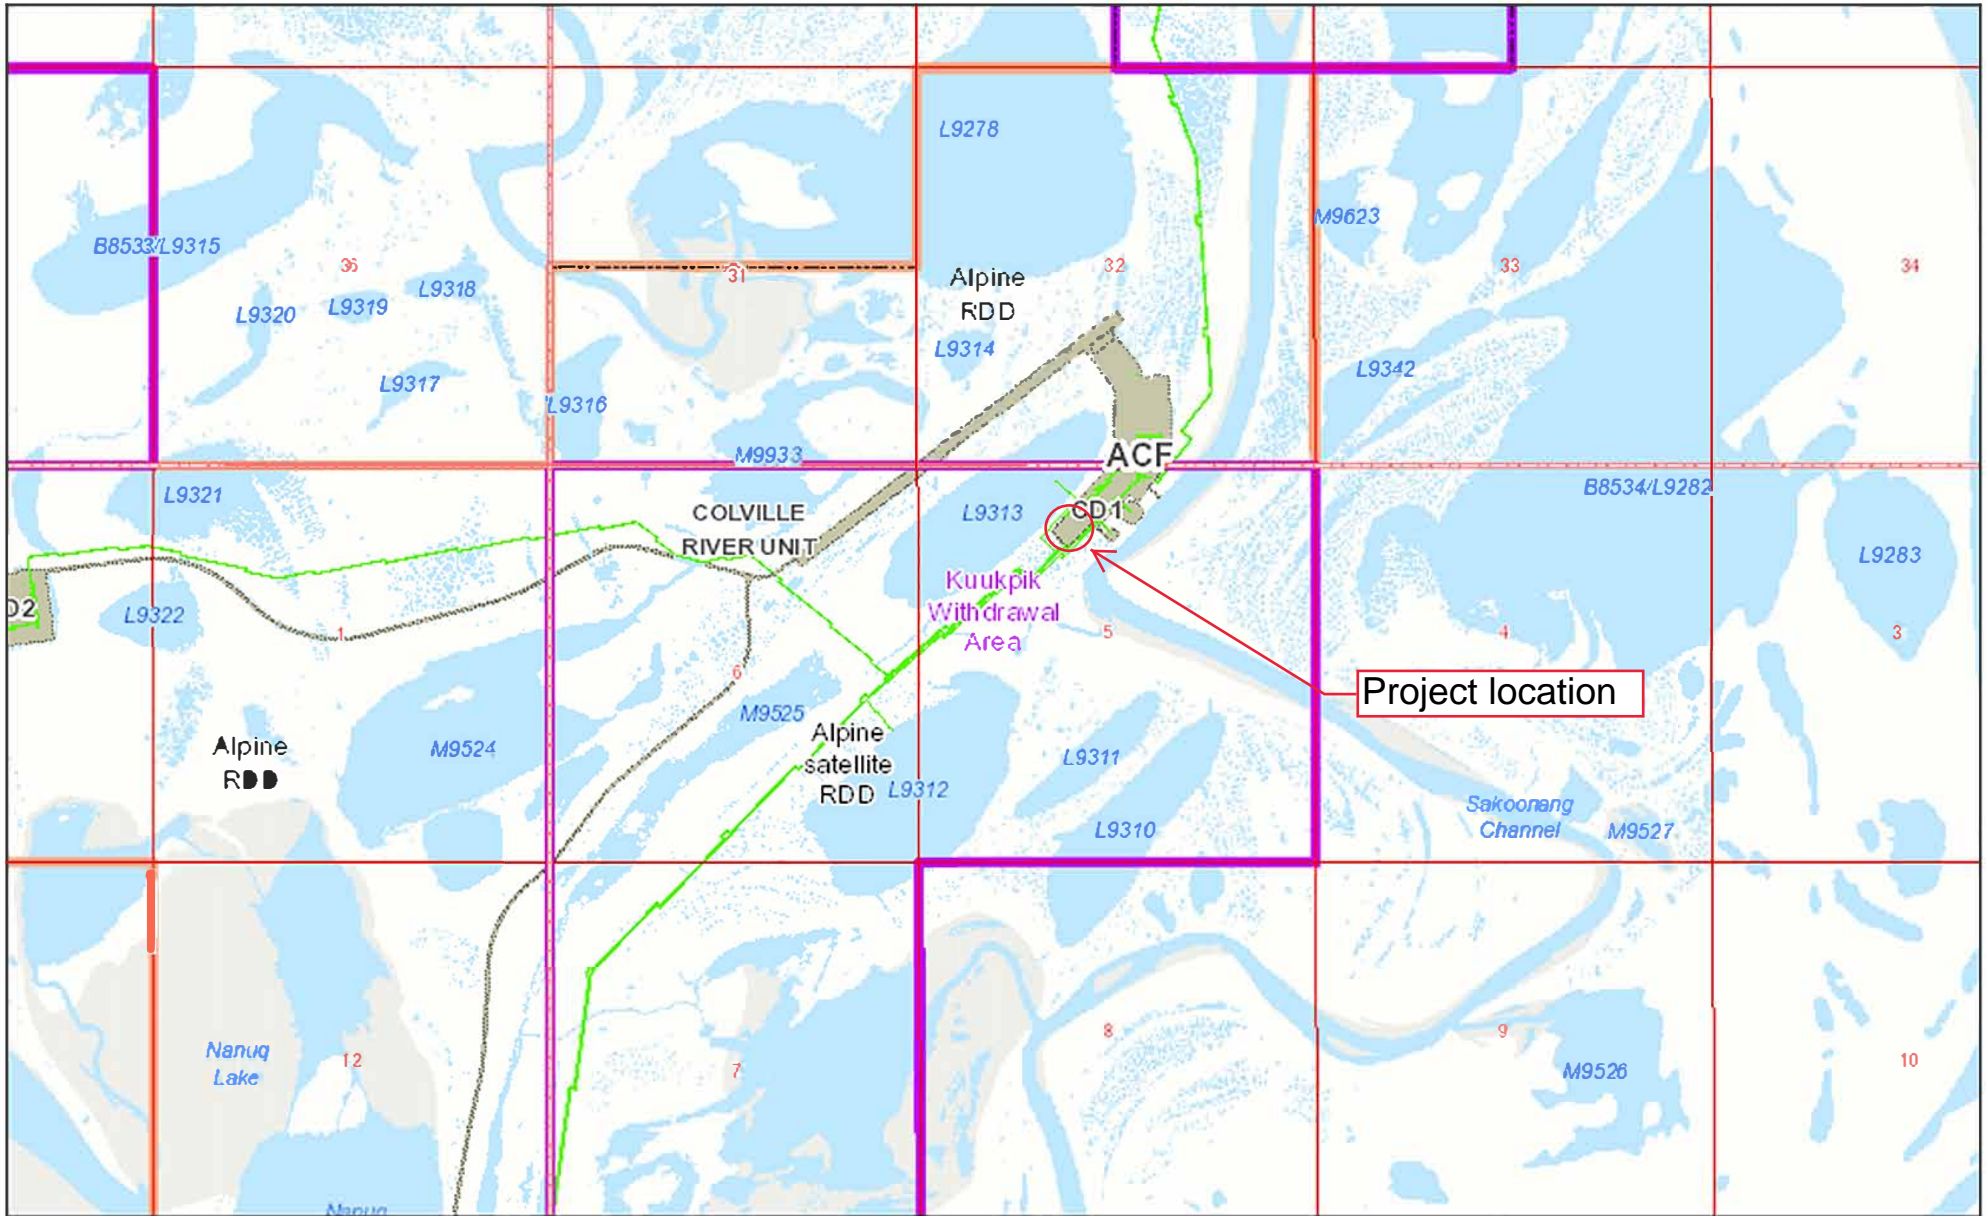 L9278
M9623
B8533/L9315
36
31
32
33
34
Alpine
RDD
L9318
L9319
L9320
L9314
L9342
L9317
L9316
M9933
ACF
L9321
B8534/L9282
COLVILLE
RIVER UNIT
L9313
CD1
L9283
Kuukpik
Withdrawal
Area
D2
L9322
1
5
4
3
6
Project location
M9525
Alpine
satellite
RDD
Alpine
RDD
M9524
L9311
L9312
L9310
Sakoonang
Channel
M9527
Nanuq
Lake
12
7
8
9
10
M9526
Nanuq